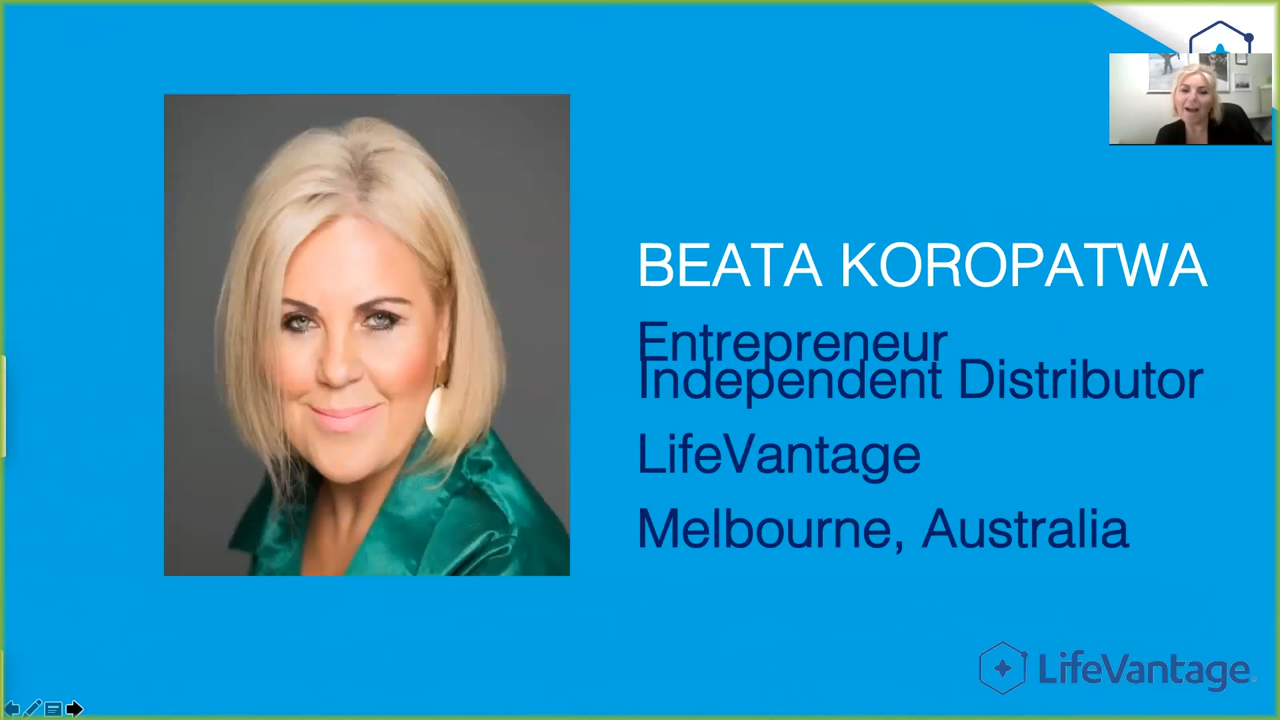 BEATA KOROPATWA
Entrepreneur
Independent Distributor
LifeVantage
Melbourne, Australia
LifeVantage